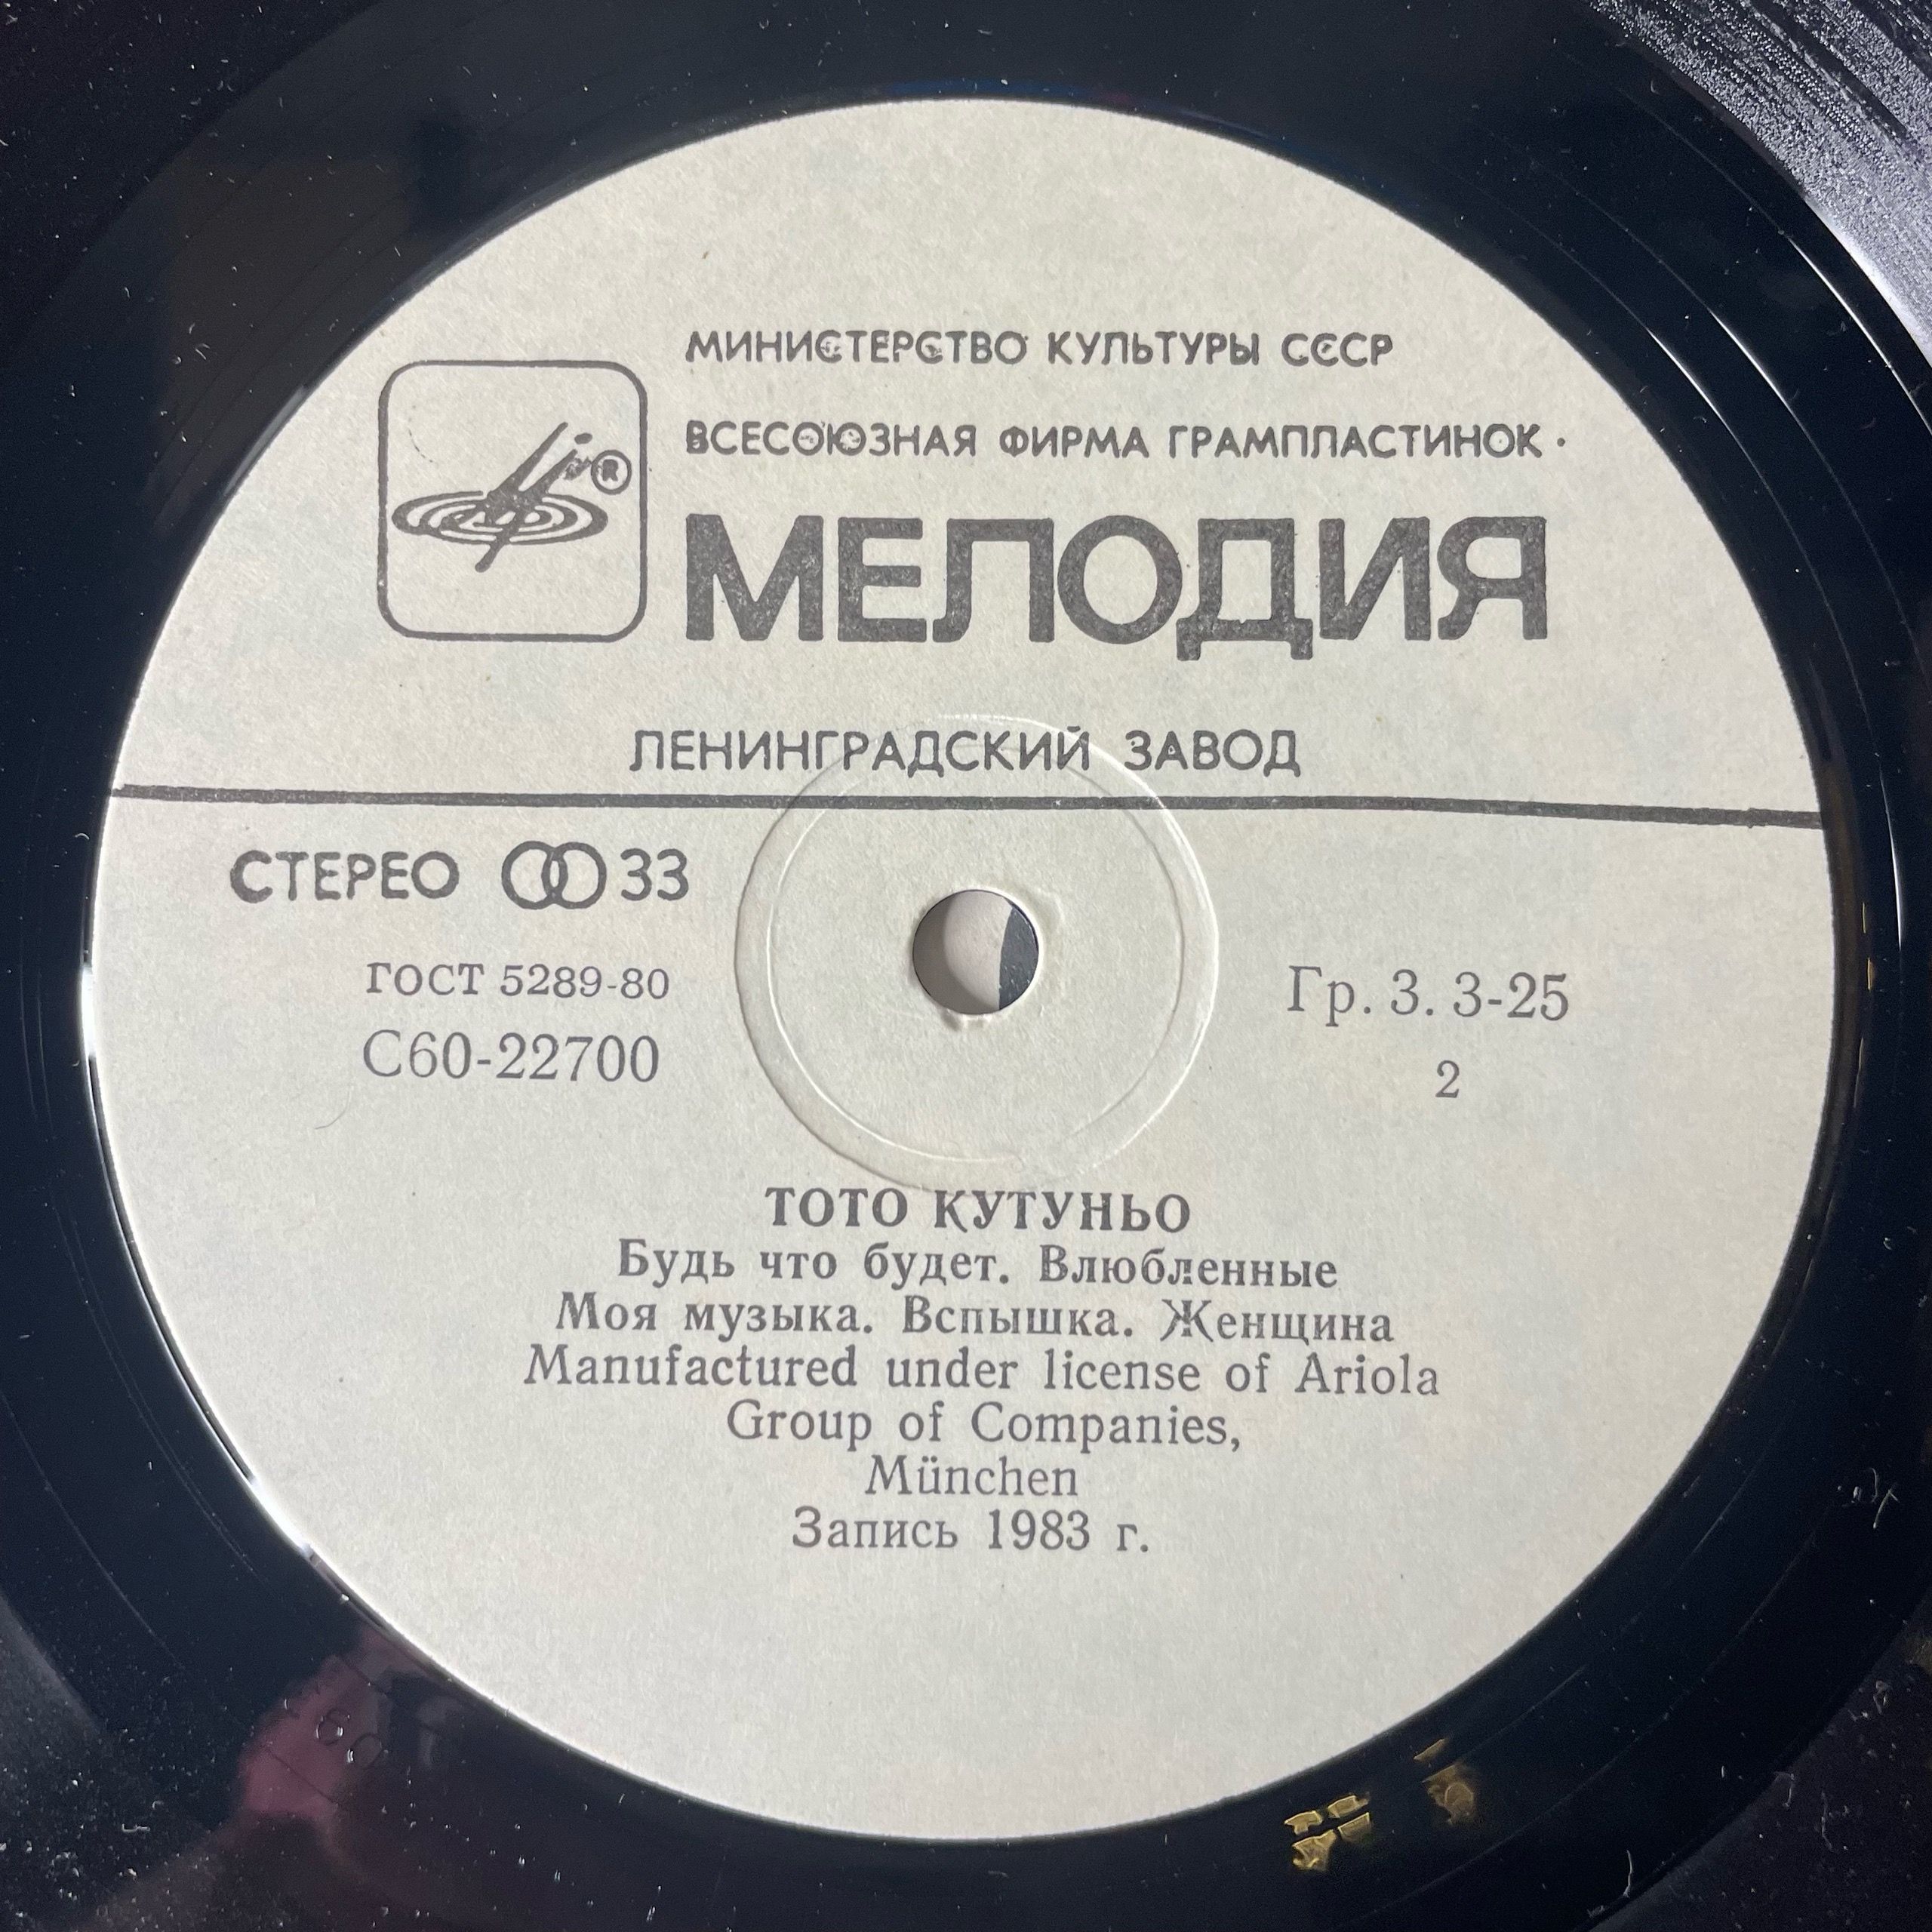 МИНИСТЕРСТВО КУЛЬТУРЫ СССР
ВСЕСОЮЗНАЯ ФИРМА ГРАМПЛАСТИНОК •
®
МЕЛОДИЯ
ЛЕНИНГРАДСКИЙ ЗАВОД
СТЕРЕО 33
ГОСТ 5289-80
С60-22700
Гр. 3. 3-25
2
ТОТО КУТУНЬО
Будь что будет. Влюбленные
Моя музыка. Вспышка. Женщина
Manufactured under license of Ariola
Group of Companies,
München
Запись 1983 г.